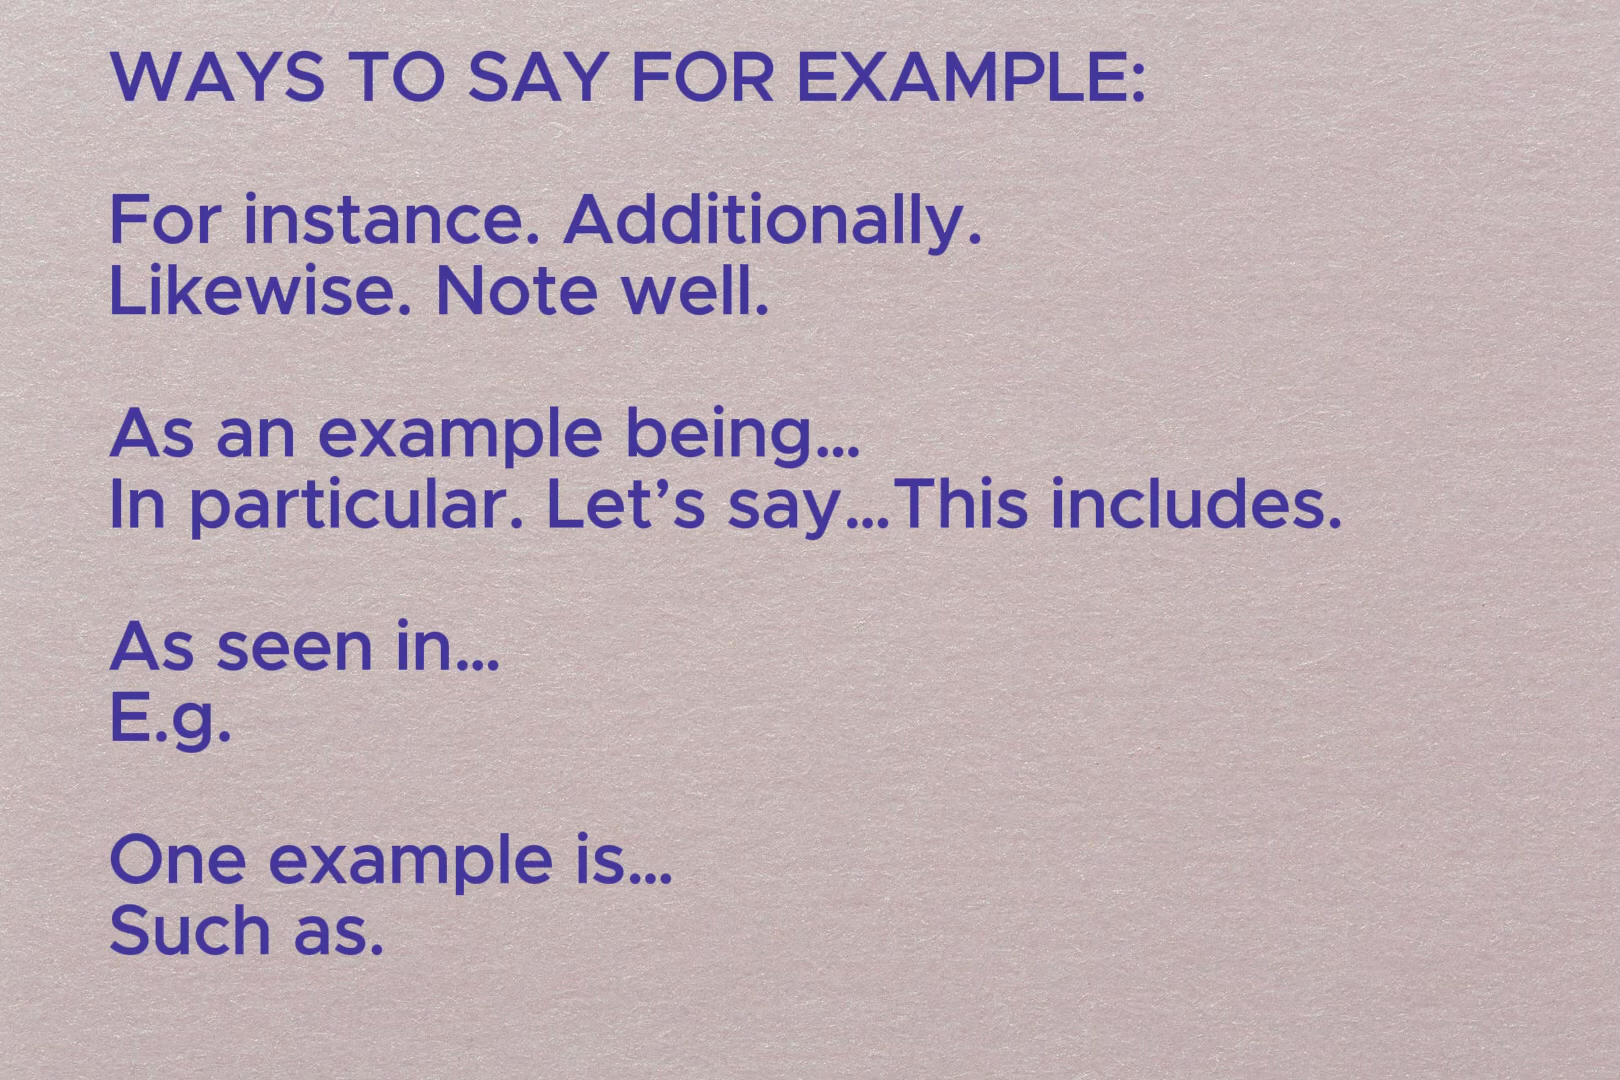 WAYS TO SAY FOR EXAMPLE:
For instance. Additionally.
Likewise. Note well.
As an example being…
In particular. Let’s say…This includes.
As seen in…
E.g.
One example is…
Such as.